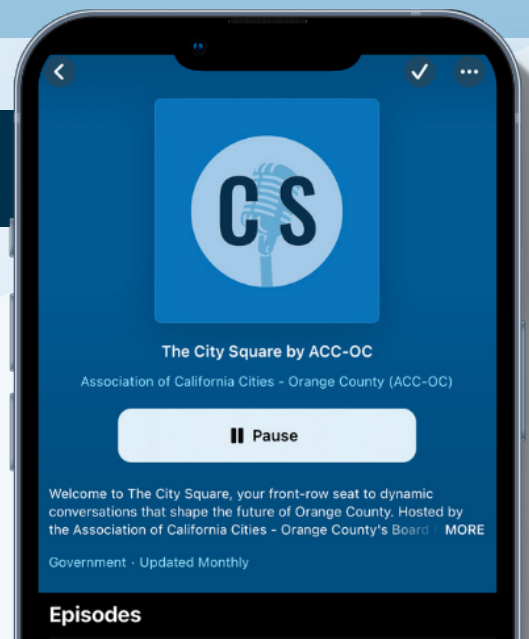 CS
The City Square by ACC-OC
Association of California Cities - Orange County (ACC-OC)
Pause
Welcome to The City Square, your front-row seat to dynamic
conversations that shape the future of Orange County. Hosted by
the Association of California Cities - Orange County's Board MORE
Government · Updated Monthly
Episodes